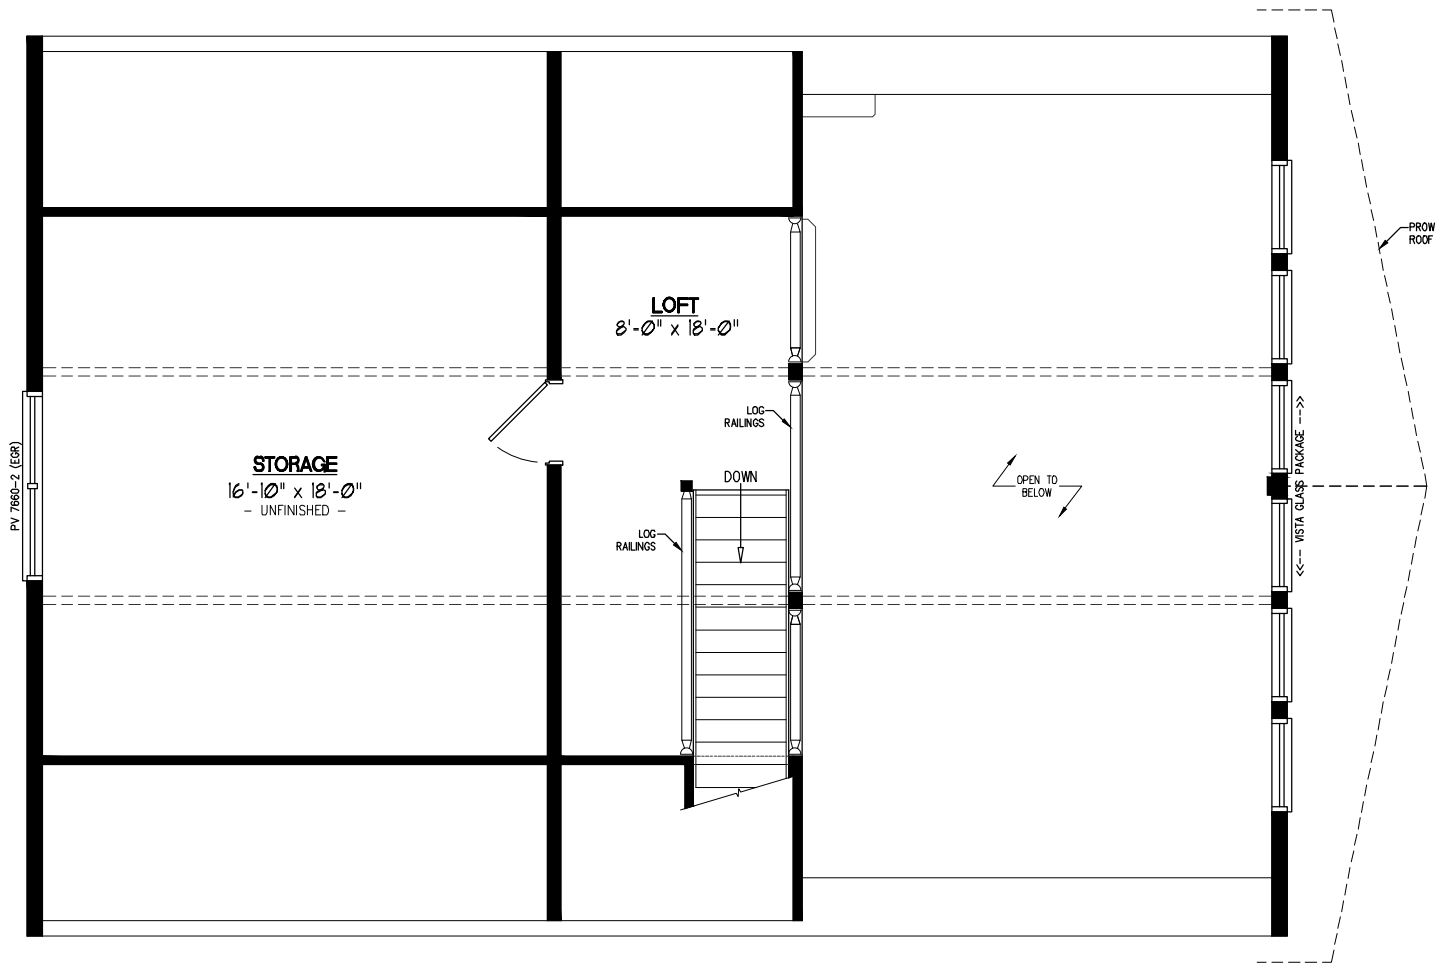 PROW
ROOF
LOFT
8'-0" x 18'-0"
LOG
RAILINGS
STORAGE
16'-10" x 18'-0"
- UNFINISHED -
PV 7660-2 (EGR)
DOWN
LOG
RAILINGS
OPEN TO
BELOW
<<-- VISTA GLASS PACKAGE -->>